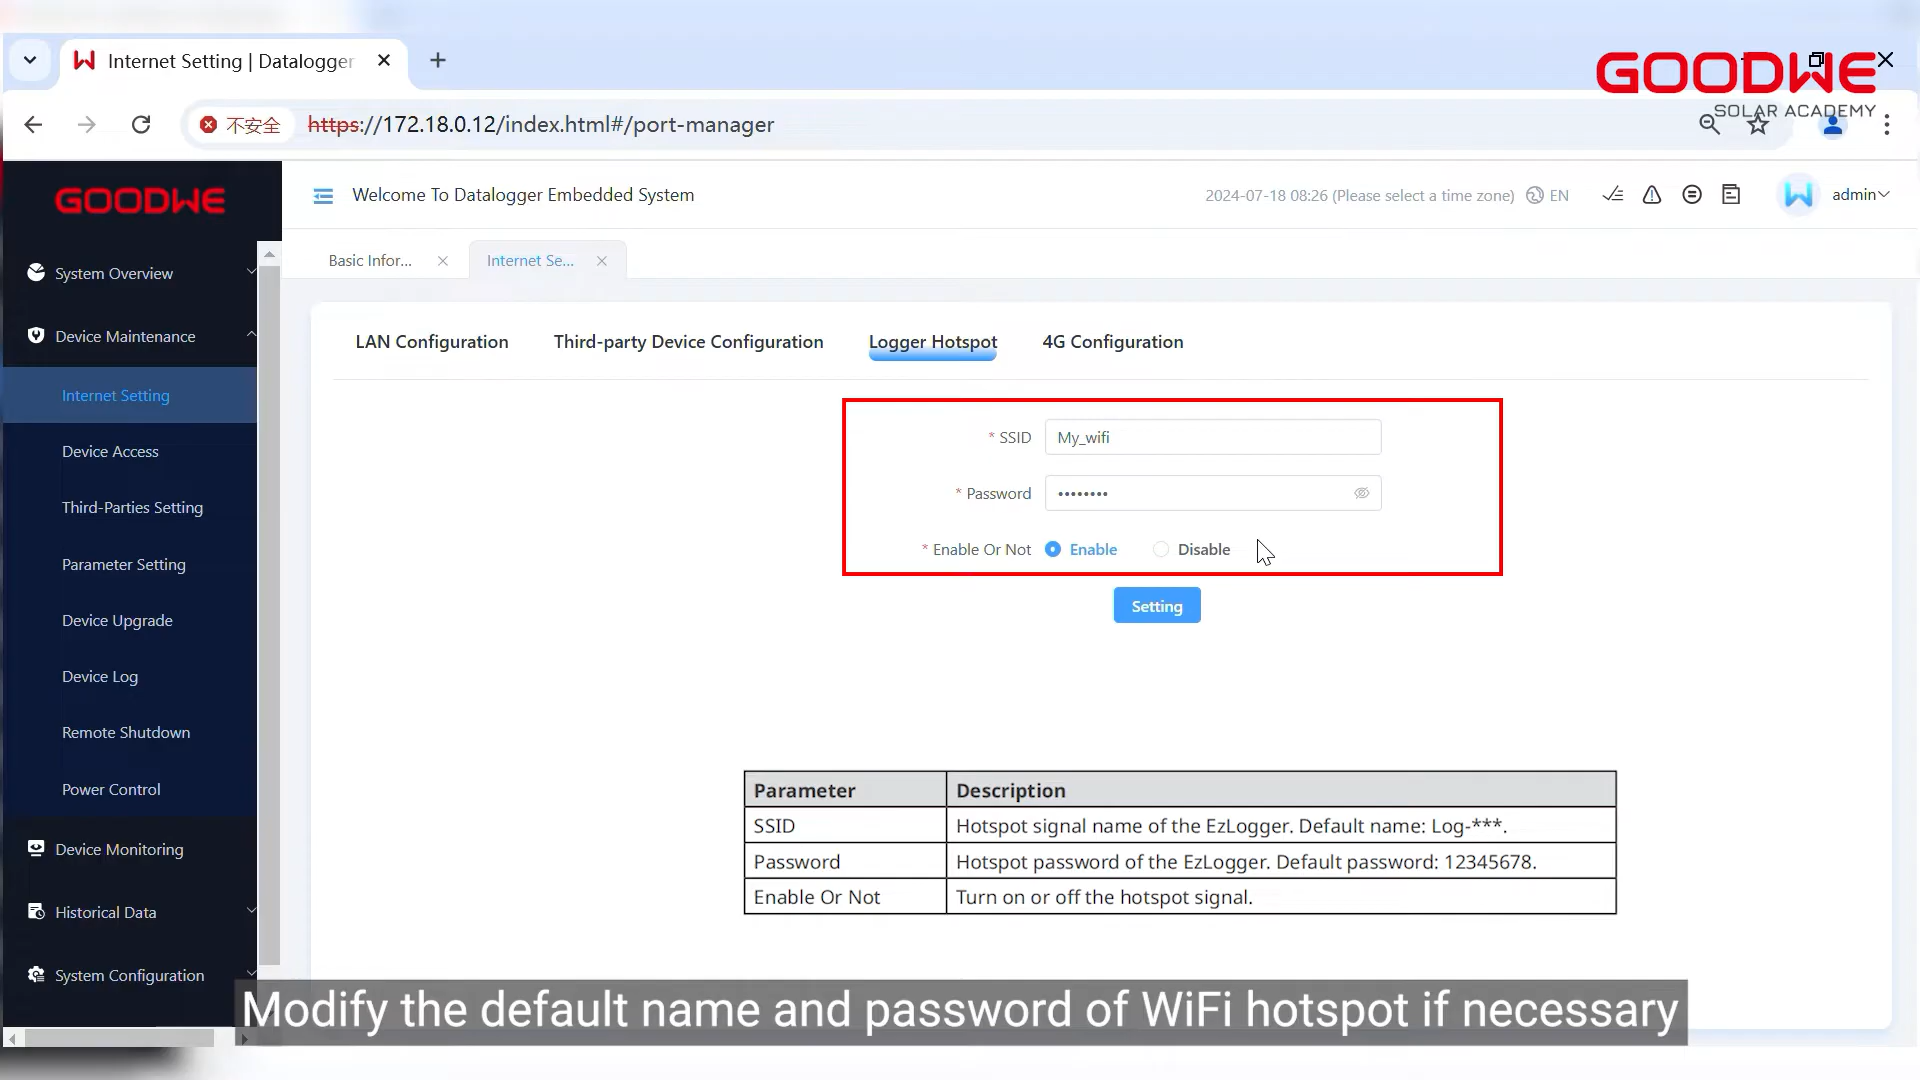 Internet Setting | Datalogger
GOODWE
SOLAR ACADEMY
不安全
https://172.18.0.12/index.html#/port-manager
GOODWE
Welcome To Datalogger Embedded System
2024-07-18 08:26 (Please select a time zone)
EN
admin
Basic Infor...
Internet Se...
System Overview
Device Maintenance
Internet Setting
Device Access
Third-Parties Setting
Parameter Setting
Device Upgrade
Device Log
Remote Shutdown
Power Control
Device Monitoring
Historical Data
System Configuration
LAN Configuration
Third-party Device Configuration
Logger Hotspot
4G Configuration
* SSID My_wifi
* Password ••••••••
* Enable Or Not Enable Disable
Setting
Parameter Description
SSID Hotspot signal name of the EzLogger. Default name: Log-***.
Password Hotspot password of the EzLogger. Default password: 12345678.
Enable Or Not Turn on or off the hotspot signal.
Modify the default name and password of WiFi hotspot if necessary